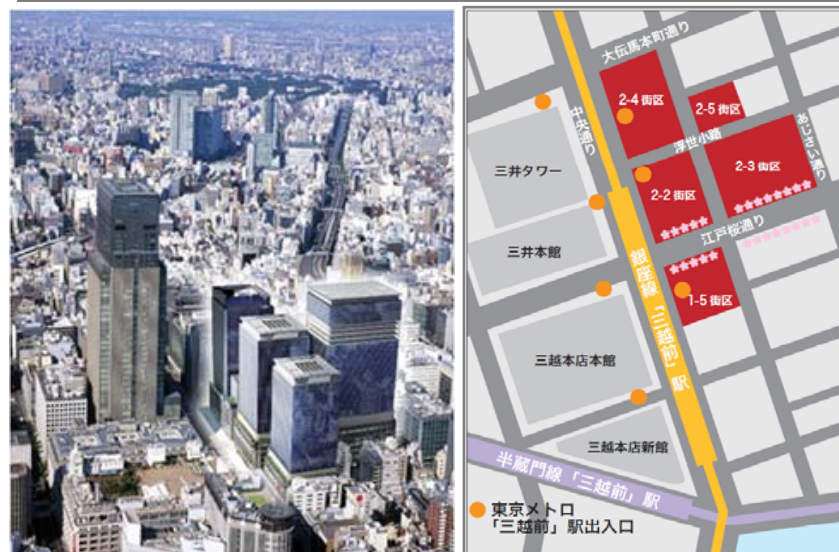 大伝馬本町通り
2-4 街区
2-5 街区
中央通り
浮世小路
あじさい通り
三井タワー
2-3 街区
2-2 街区
三井本館
江戸桜通り
銀座線「三越前」駅
1-5 街区
三越本店本館
三越本店新館
半蔵門線「三越前」駅
東京メトロ
「三越前」駅出入口